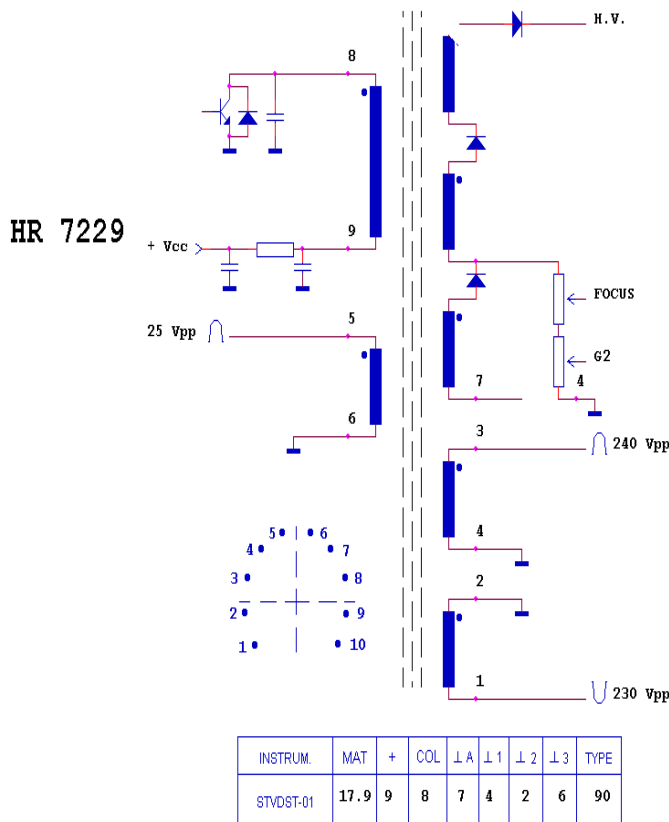 H.V.
8
HR 7229
+ Vcc
9
FOCUS
25 Vpp
5
G2
7
4
6
3
240 Vpp
4
5 6
4 7
3 8
2 9
1 10
2
1
230 Vpp
INSTRUM. MAT + COL ⊥ A ⊥ 1 ⊥ 2 ⊥ 3 TYPE
STVDST-01 17.9 9 8 7 4 2 6 90